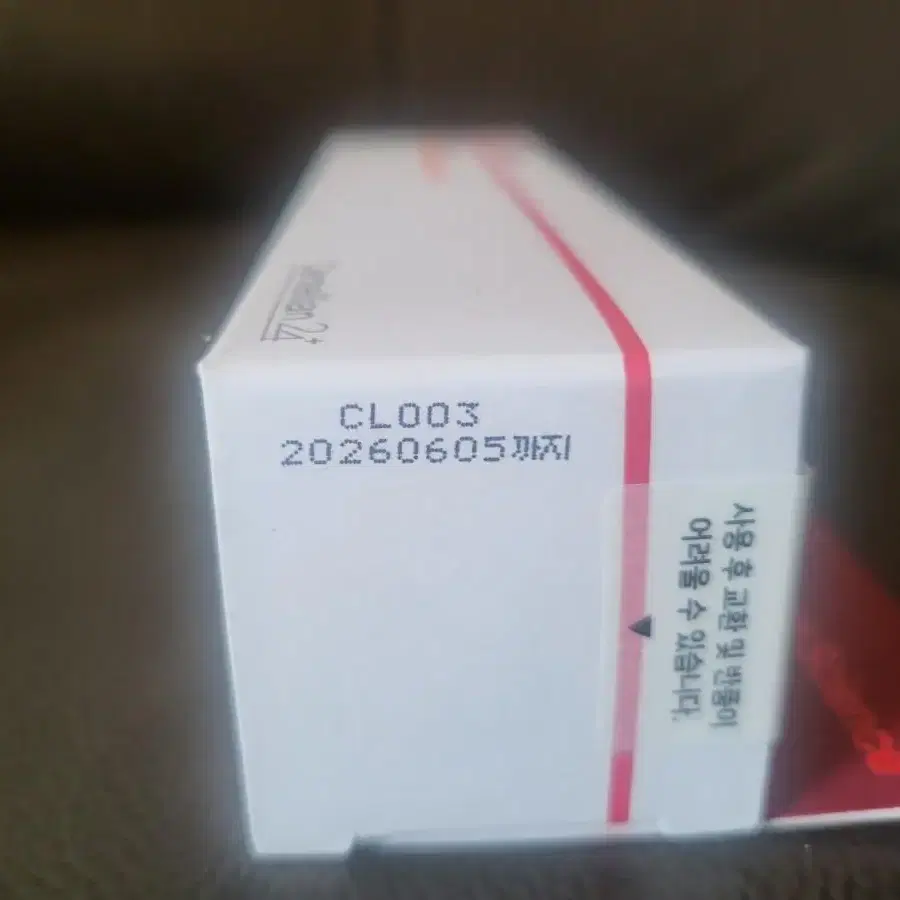 CL003
20260605까지
사용 후 교환 및 반품이
어려울 수 있습니다.